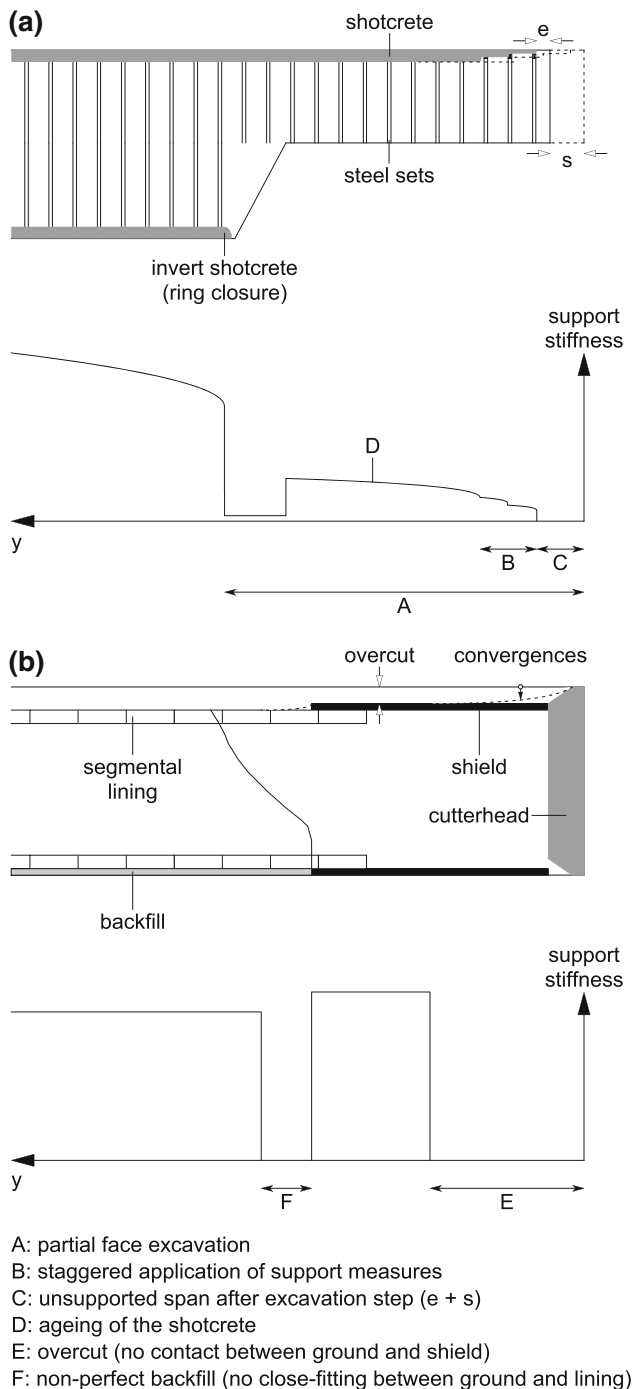 (a)
shotcrete
e
s
steel sets
invert shotcrete
(ring closure)
support
stiffness
D
y
B
C
A
(b)
overcut
convergences
segmental
lining
shield
cutterhead
backfill
support
stiffness
y
F
E
A: partial face excavation
B: staggered application of support measures
C: unsupported span after excavation step (e + s)
D: ageing of the shotcrete
E: overcut (no contact between ground and shield)
F: non-perfect backfill (no close-fitting between ground and lining)